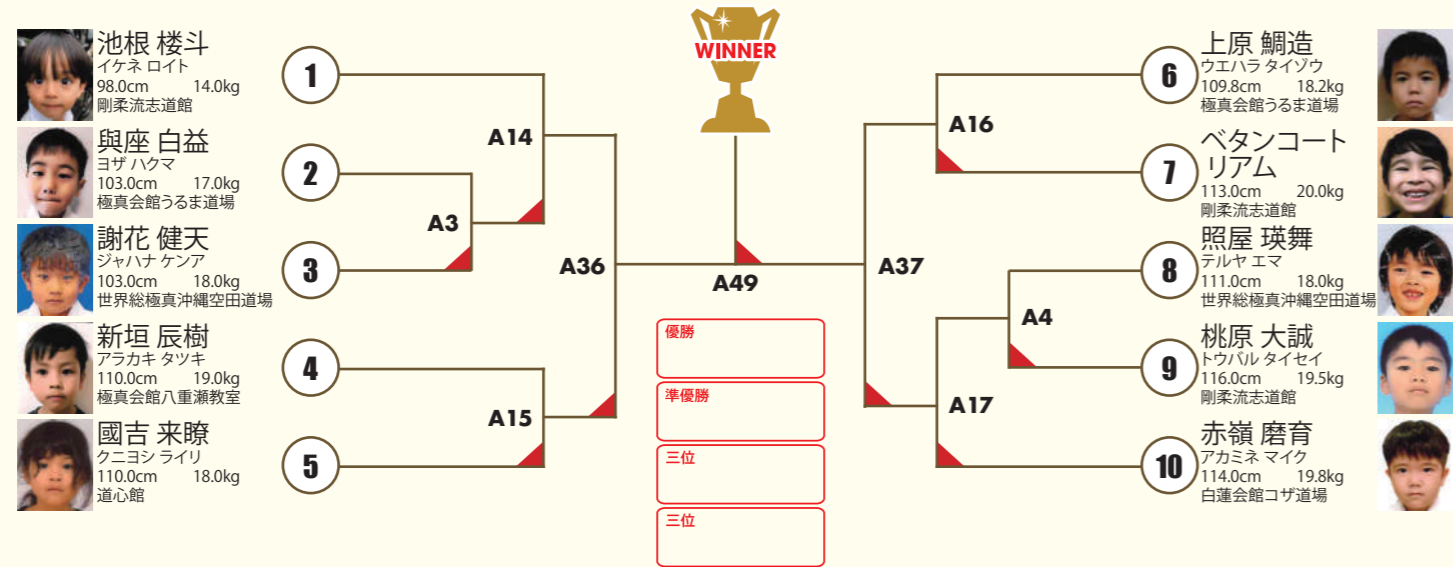 池根 楼斗
イケネ ロイト
98.0cm 14.0kg
剛柔流志道館
1
與座 白益
ヨザ ハクマ
103.0cm 17.0kg
極真会館うるま道場
2
謝花 健天
ジャハナ ケンア
103.0cm 18.0kg
世界総極真沖縄空田道場
3
新垣 辰樹
アラカキ タツキ
110.0cm 19.0kg
極真会館八重瀬教室
4
國吉 来瞭
クニヨシ ライリ
110.0cm 18.0kg
道心館
5
A14
A3
A36
A15
WINNER
A49
優勝
準優勝
三位
三位
A16
A37
A4
A17
6
上原 鯛造
ウエハラ タイゾウ
109.8cm 18.2kg
極真会館うるま道場
7
ベタンコート
リアム
113.0cm 20.0kg
剛柔流志道館
8
照屋 瑛舞
テルヤ エマ
111.0cm 18.0kg
世界総極真沖縄空田道場
9
桃原 大誠
トウバル タイセイ
116.0cm 19.5kg
剛柔流志道館
10
赤嶺 磨育
アカミネ マイク
114.0cm 19.8kg
白蓮会館コザ道場